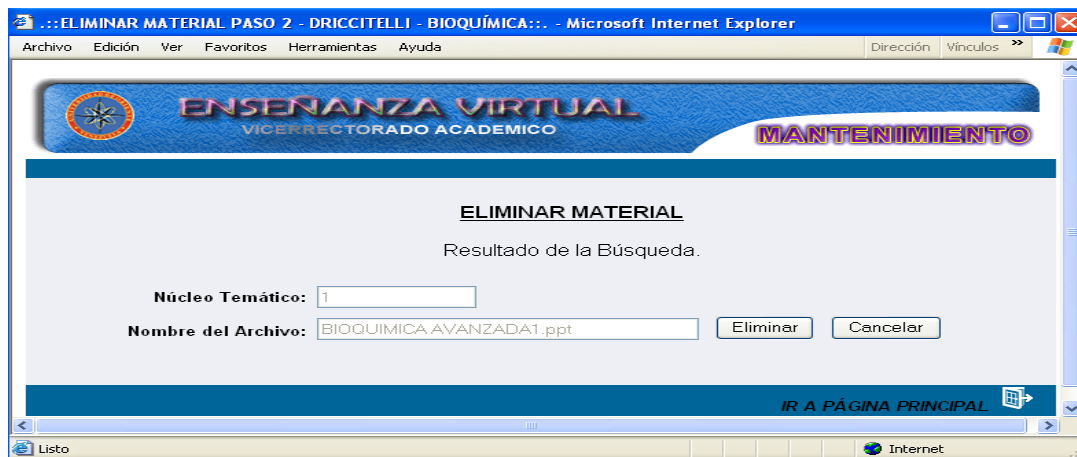 .::ELIMINAR MATERIAL PASO 2 - DRICCITELLI - BIOQUÍMICA::. - Microsoft Internet Explorer
Archivo Edición Ver Favoritos Herramientas Ayuda Dirección Vínculos »
ENSEÑANZA VIRTUAL
VICERRECTORADO ACADEMICO
MANTENIMIENTO
ELIMINAR MATERIAL
Resultado de la Búsqueda.
Núcleo Temático: 1
Nombre del Archivo: BIOQUIMICA AVANZADA1.ppt Eliminar Cancelar
IR A PÁGINA PRINCIPAL
Listo Internet